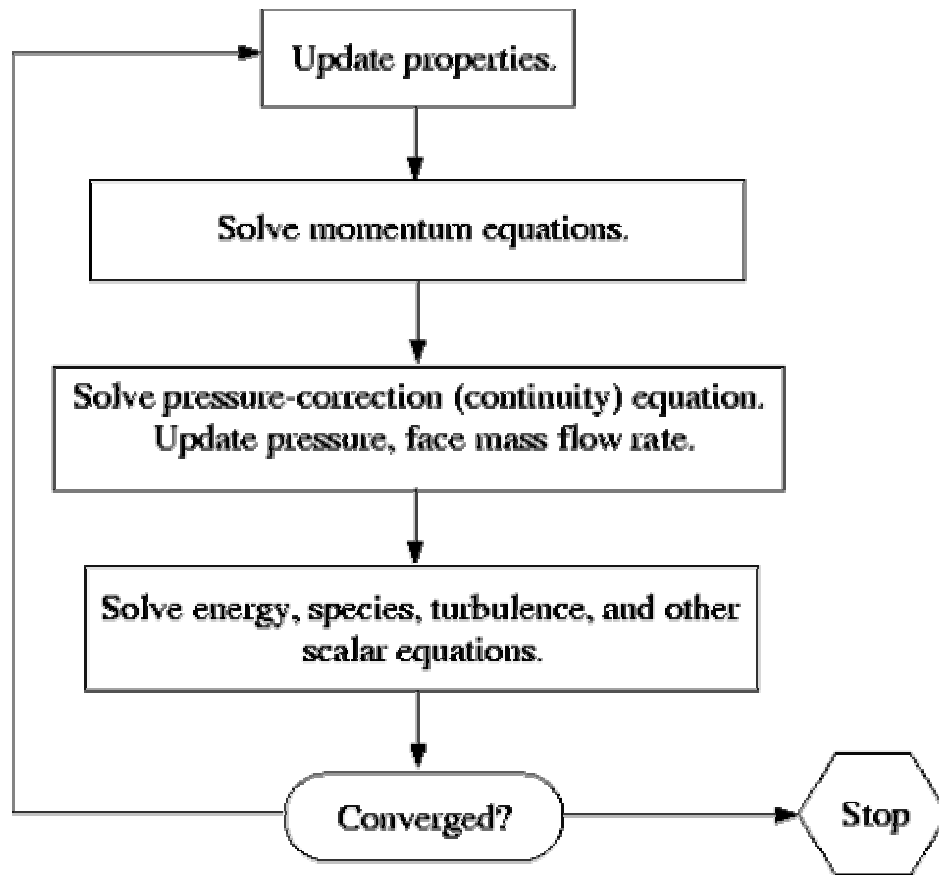 Update properties.
Solve momentum equations.
Solve pressure-correction (continuity) equation.
Update pressure, face mass flow rate.
Solve energy, species, turbulence, and other
scalar equations.
Converged?
Stop